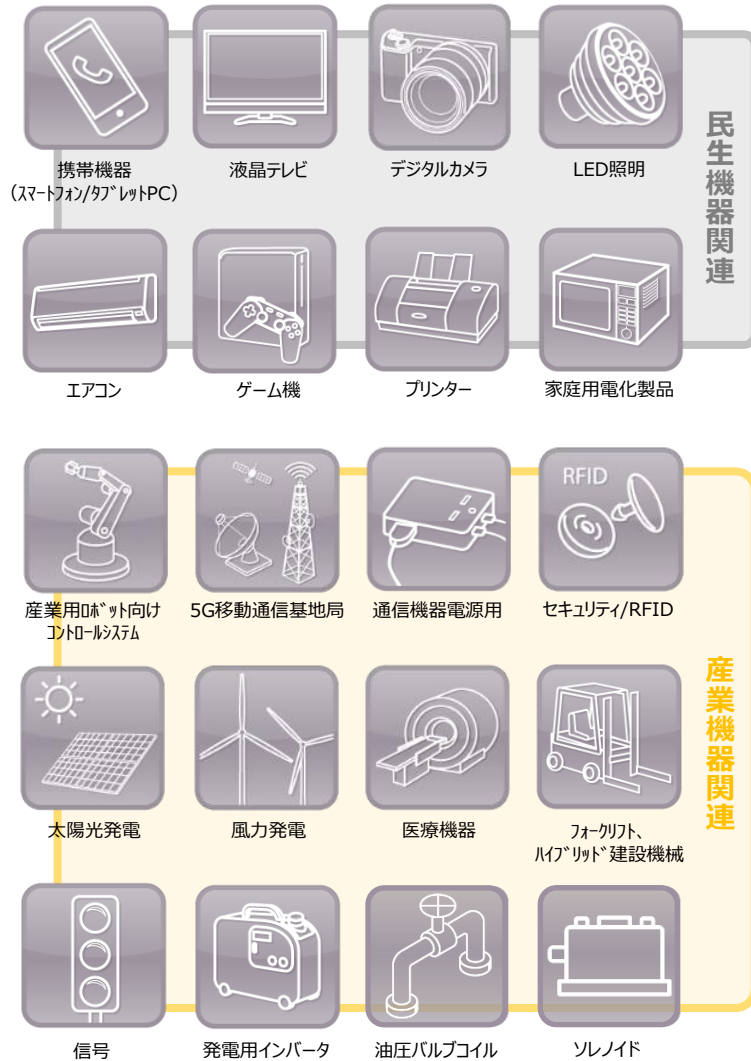 携帯機器
(ｽﾏｰﾄﾌｫﾝ/ﾀﾌﾞﾚｯﾄPC)
液晶テレビ
デジタルカメラ
LED照明
民生機器関連
エアコン
ゲーム機
プリンター
家庭用電化製品
産業用ﾛﾎﾞｯﾄ向け
ｺﾝﾄﾛｰﾙｼｽﾃﾑ
5G移動通信基地局
通信機器電源用
RFID
セキュリティ/RFID
産業機器関連
太陽光発電
風力発電
医療機器
ﾌｫｰｸﾘﾌﾄ、
ﾊｲﾌﾞﾘｯﾄﾞ建設機械
信号
発電用インバータ
油圧バルブコイル
ソレノイド